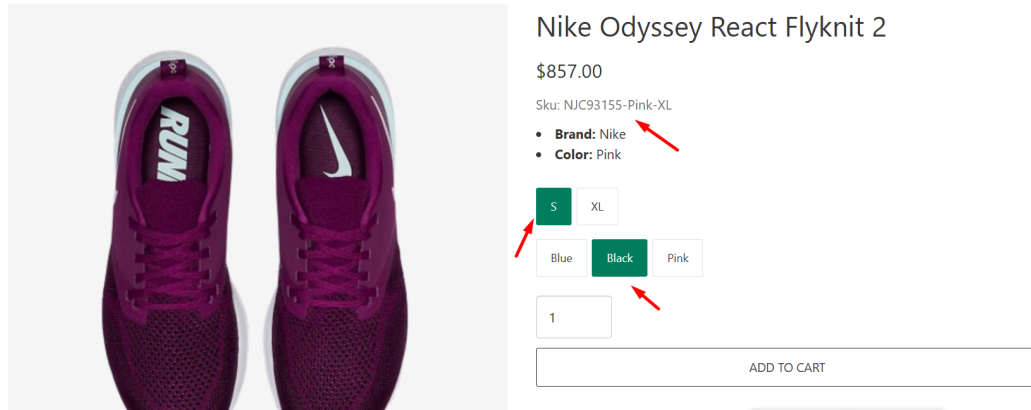 Nike Odyssey React Flyknit 2
$857.00
Sku: NJC93155-Pink-XL
Brand: Nike
Color: Pink
S XL
Blue Black Pink
1
ADD TO CART
RUNN